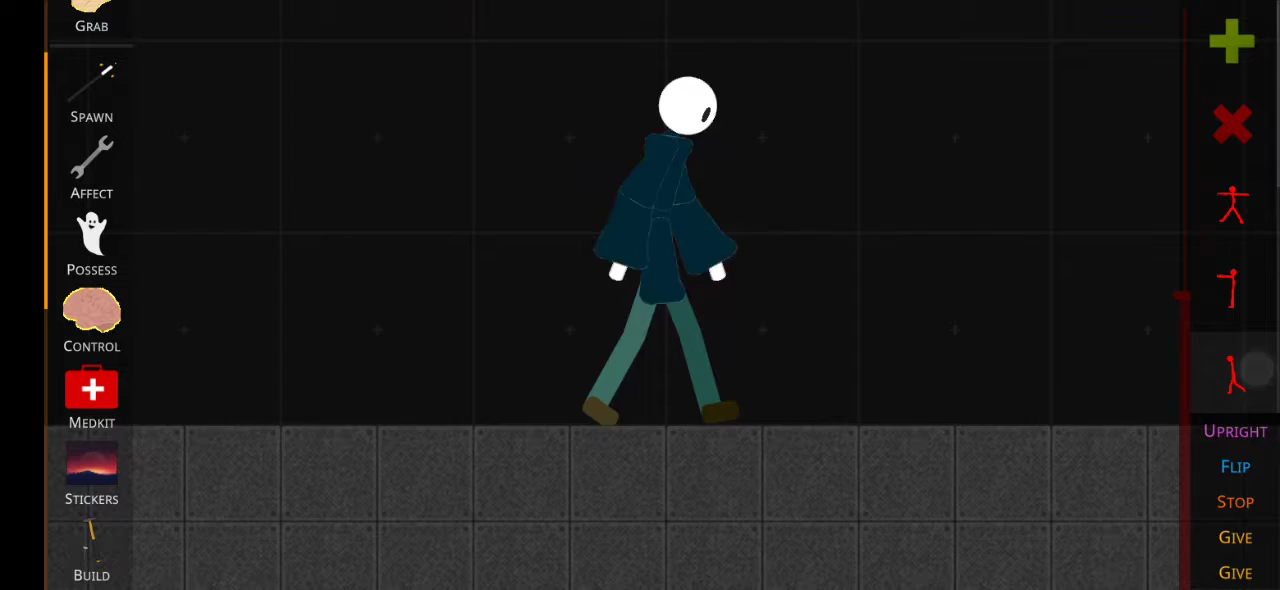 GRAB
SPAWN
AFFECT
POSSESS
CONTROL
MEDKIT
STICKERS
BUILD
UPRIGHT
FLIP
STOP
GIVE
GIVE